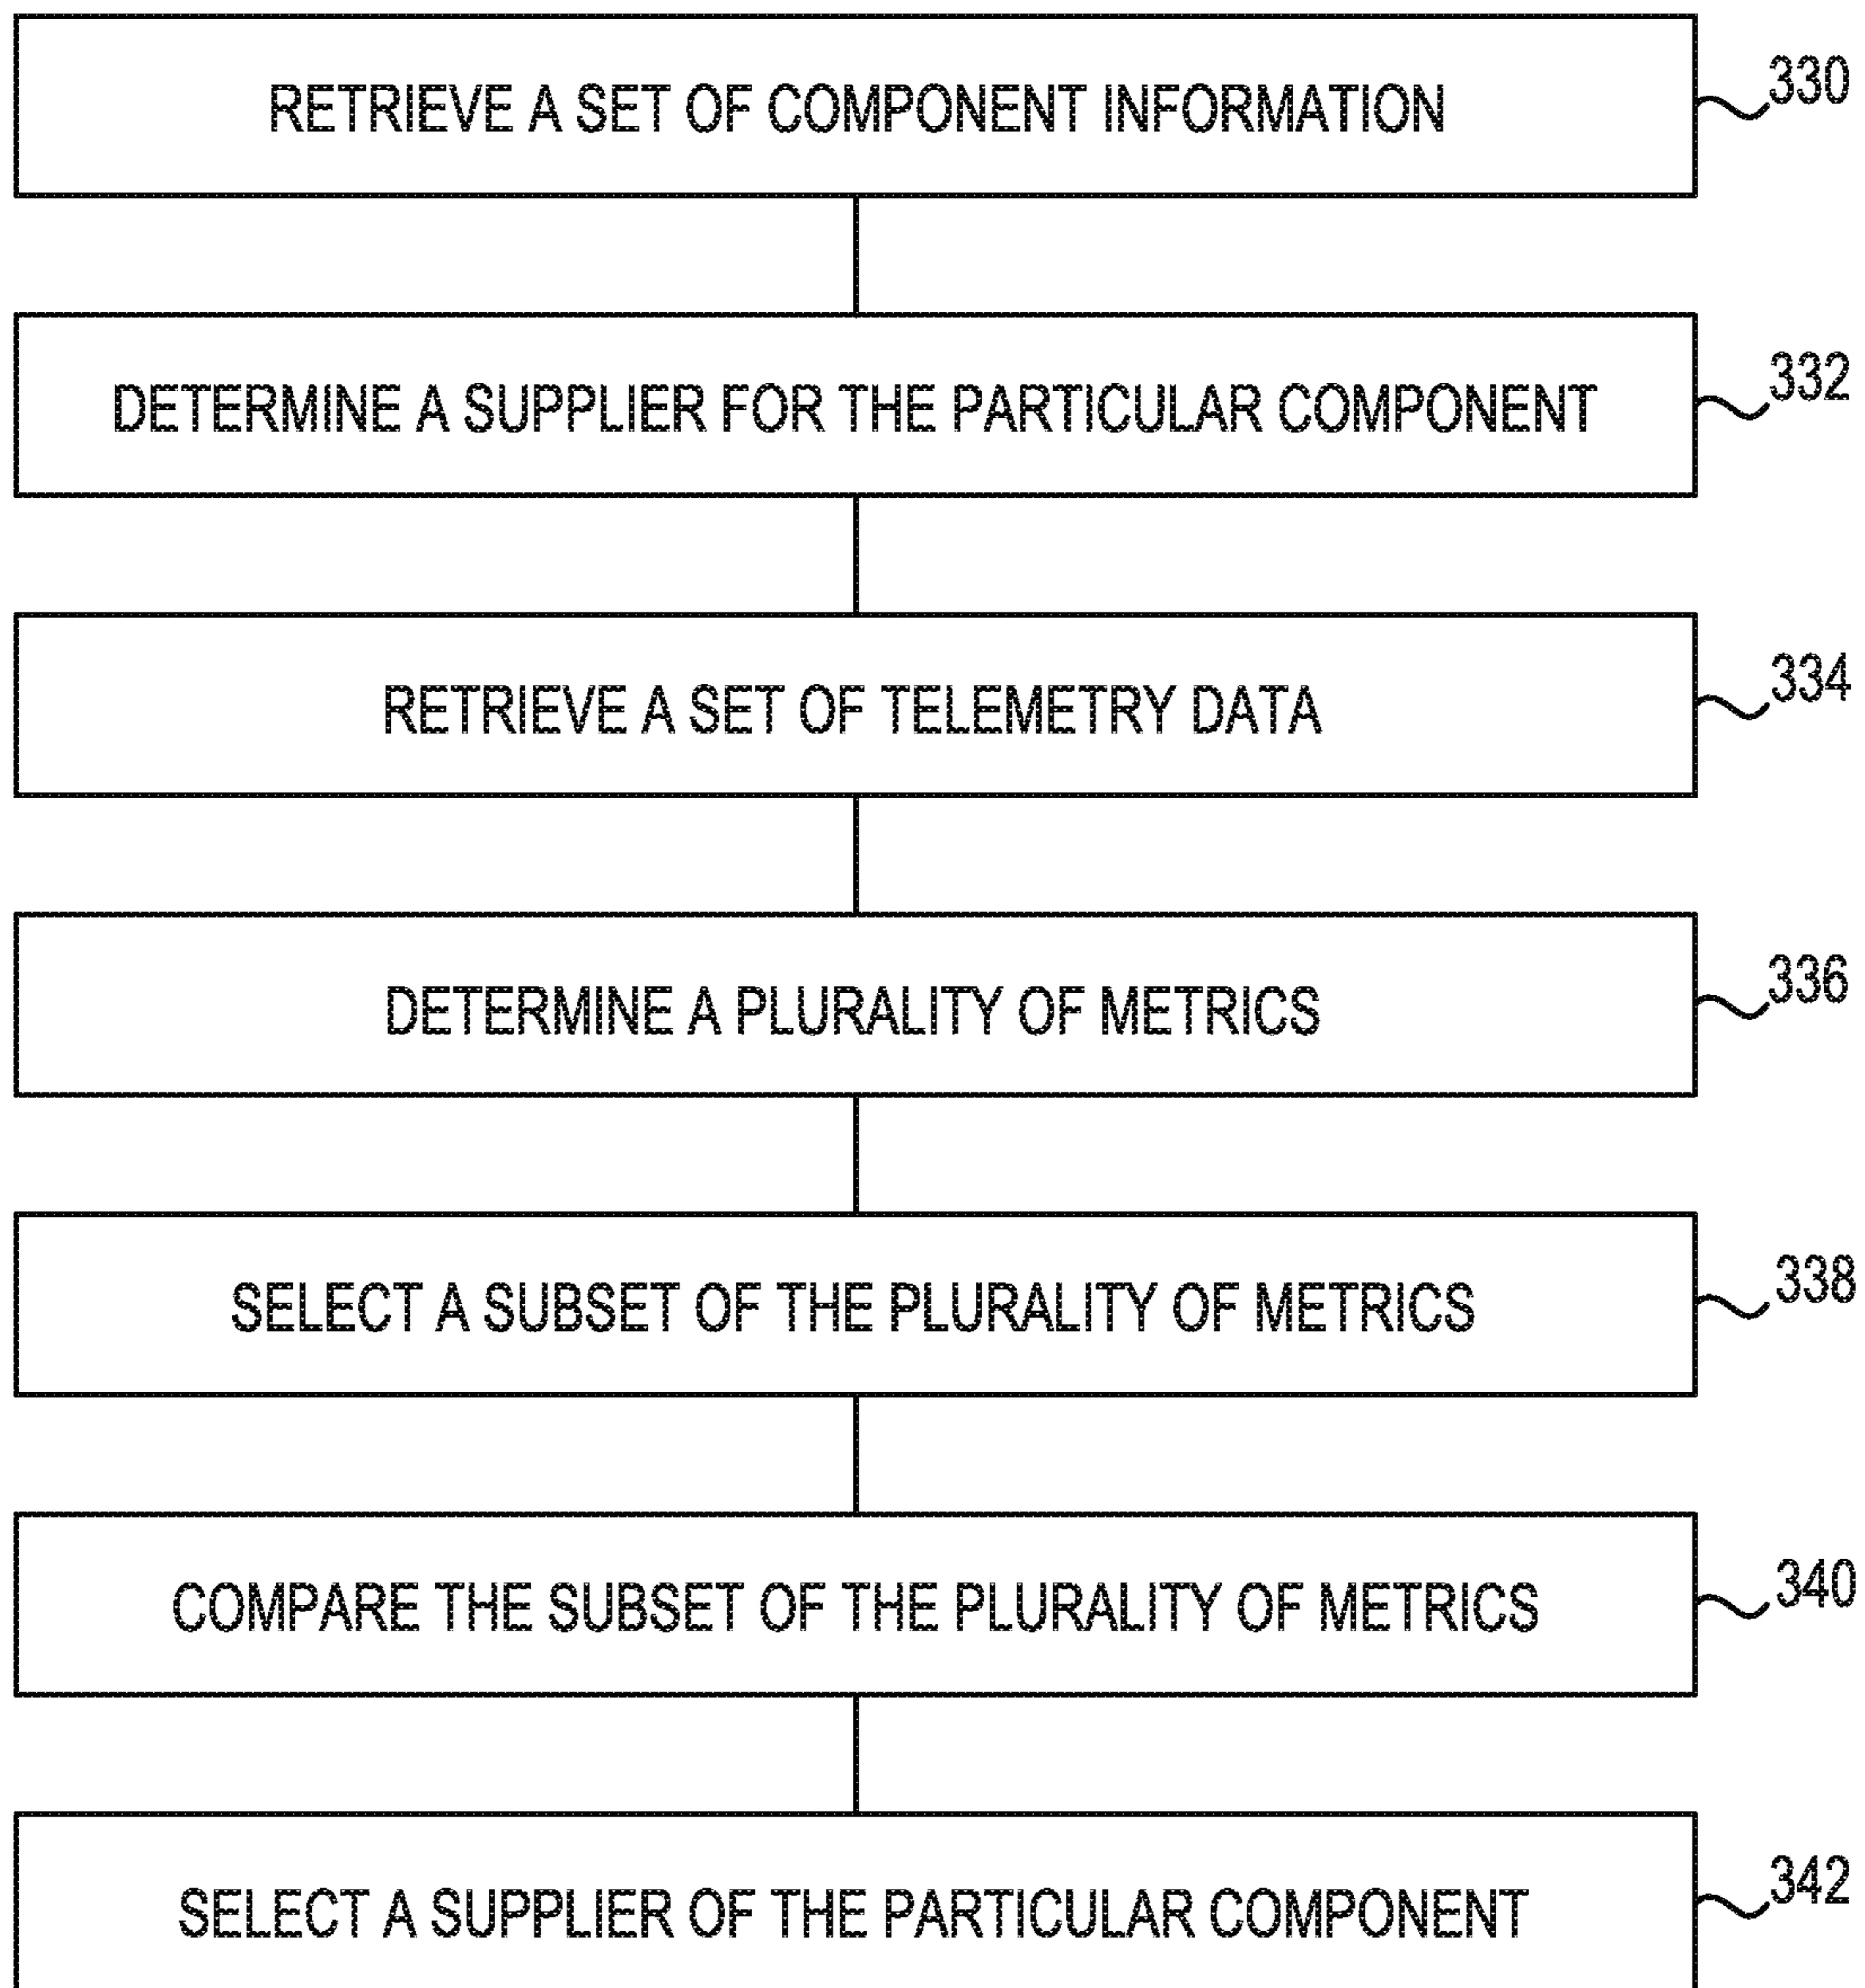 RETRIEVE A SET OF COMPONENT INFORMATION 330
DETERMINE A SUPPLIER FOR THE PARTICULAR COMPONENT 332
RETRIEVE A SET OF TELEMETRY DATA 334
DETERMINE A PLURALITY OF METRICS 336
SELECT A SUBSET OF THE PLURALITY OF METRICS 338
COMPARE THE SUBSET OF THE PLURALITY OF METRICS 340
SELECT A SUPPLIER OF THE PARTICULAR COMPONENT 342